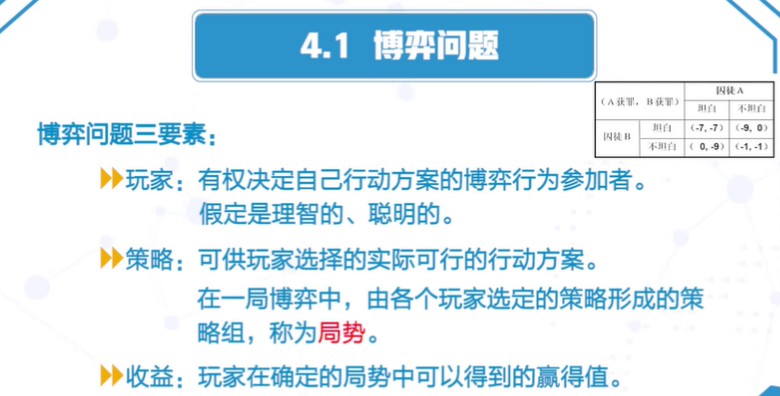 4.1 博弈问题
（A 获罪，B 获罪） 囚徒A
坦白 不坦白
囚徒B 坦白 （-7, -7） （-9, 0）
不坦白 （ 0, -9） （-1, -1）
博弈问题三要素：
玩家：有权决定自己行动方案的博弈行为参加者。
假定是理智的、聪明的。
策略：可供玩家选择的实际可行的行动方案。
在一局博弈中，由各个玩家选定的策略形成的策
略组，称为局势。
收益：玩家在确定的局势中可以得到的赢得值。